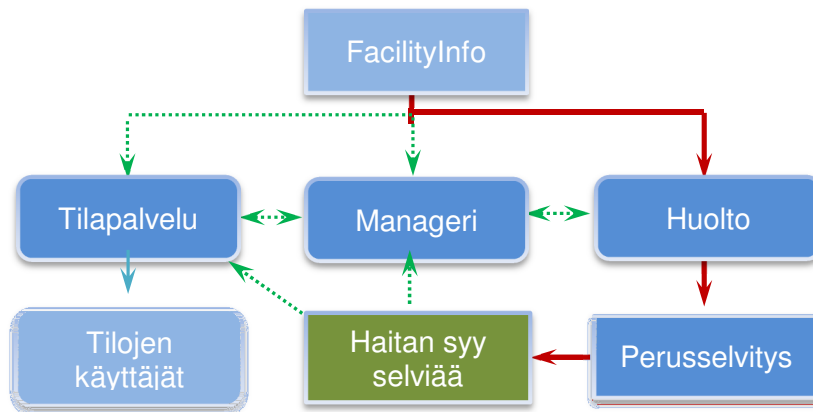 FacilityInfo
Tilapalvelu
Manageri
Huolto
Tilojen
käyttäjät
Haitan syy
selviää
Perusselvitys